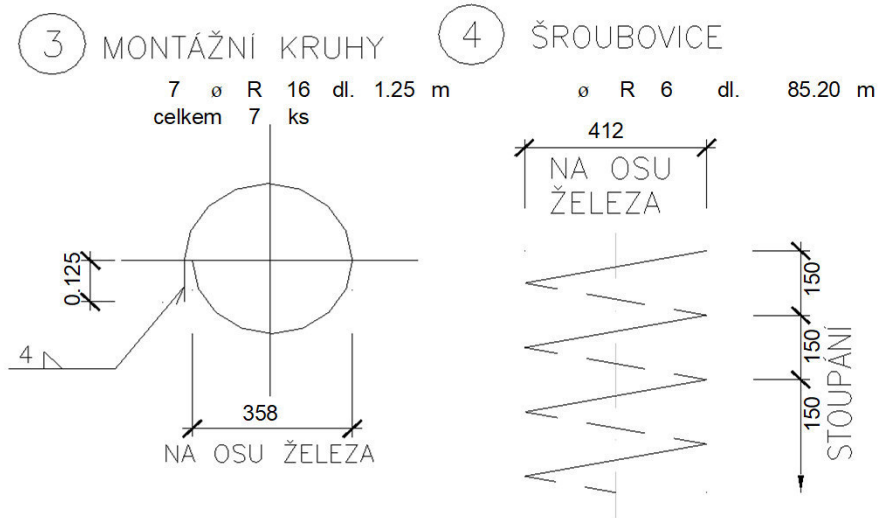 3 MONTÁŽNÍ KRUHY
7 ø R 16 dl. 1.25 m
celkem 7 ks
0.125
4
358
NA OSU ŽELEZA
4 ŠROUBOVICE
ø R 6 dl. 85.20 m
412
NA OSU
ŽELEZA
150
150
150
STOUPÁNÍ